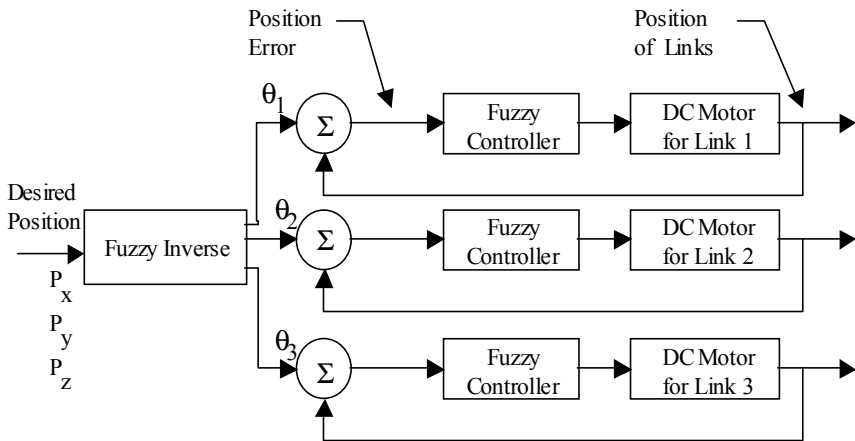 Position
Error
Position
of Links
θ1
Σ
Fuzzy
Controller
DC Motor
for Link 1
Desired
Position
Fuzzy Inverse
Px
Py
Pz
θ2
Σ
Fuzzy
Controller
DC Motor
for Link 2
θ3
Σ
Fuzzy
Controller
DC Motor
for Link 3